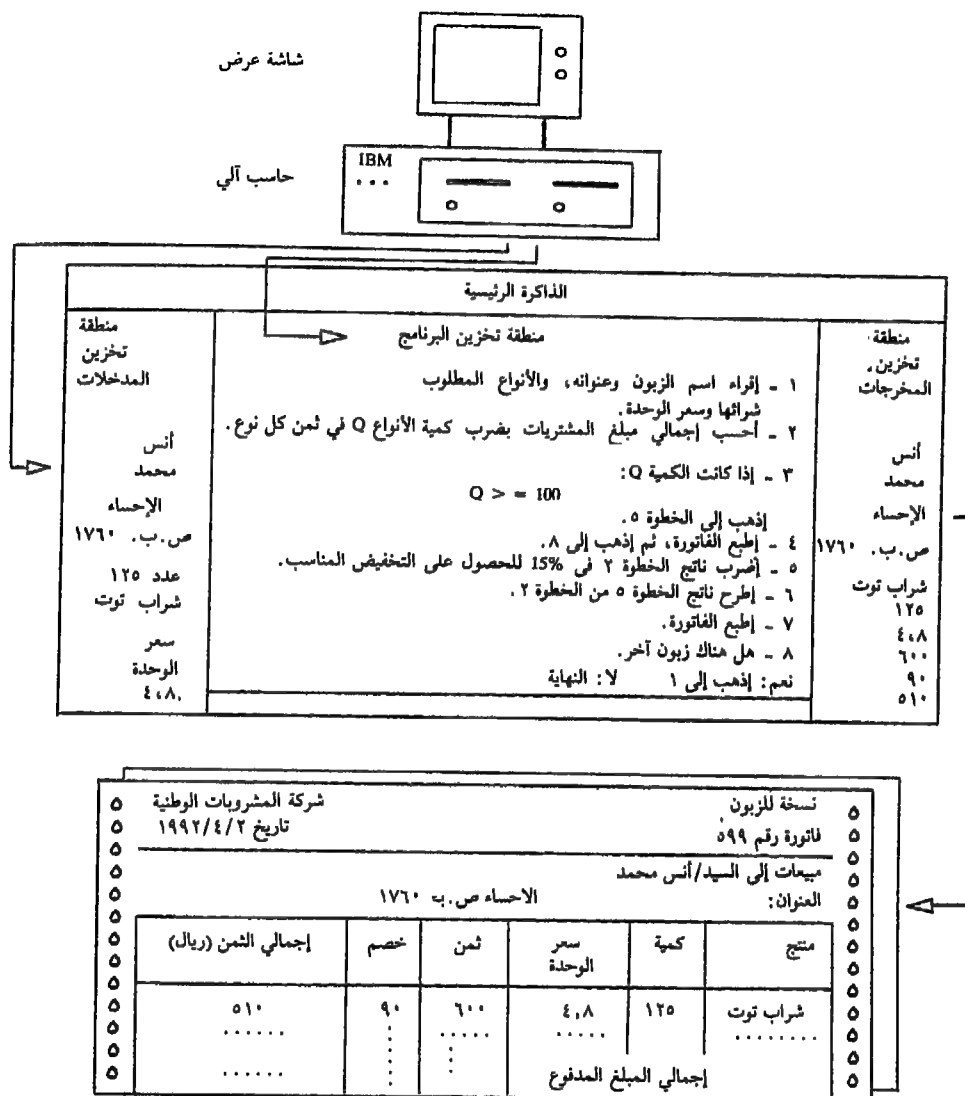 شاشة عرض
IBM
حاسب آلي
الذاكرة الرئيسية
منطقة
تخزين
المخرجات
أنس
محمد
الإحساء
ص.ب. ١٧٦٠
شراب توت
١٢٥
٤،٨
٦٠٠
٩٠
٥١٠
منطقة تخزين البرنامج
١ - إقراء اسم الزبون وعنوانه، والأنواع المطلوب
شرائها وسعر الوحدة.
٢ - أحسب إجمالي مبلغ المشتريات بضرب كمية الأنواع Q في ثمن كل نوع.
٣ - إذا كانت الكمية Q:
Q > = 100
إذهب إلى الخطوة ٥.
٤ - إطبع الفاتورة، ثم إذهب إلى ٨.
٥ - إضرب ناتج الخطوة ٢ في 15% للحصول على التخفيض المناسب.
٦ - إطرح ناتج الخطوة ٥ من الخطوة ٢.
٧ - إطبع الفاتورة.
٨ - هل هناك زبون آخر.
نعم: إذهب إلى ١ لا: النهاية
منطقة
تخزين
المدخلات
أنس
محمد
الإحساء
ص.ب. ١٧٦٠
عدد ١٢٥
شراب توت
سعر
الوحدة
٤،٨.
نسخة للزبون شركة المشروبات الوطنية
فاتورة رقم ٥٩٩ تاريخ ١٩٩٢/٤/٢
مبيعات إلى السيد/أنس محمد
العنوان: الاحساء ص.ب ١٧٦٠
منتج كمية سعر الوحدة ثمن خصم إجمالي الثمن (ريال)
شراب توت ١٢٥ ٤,٨ ٦٠٠ ٩٠ ٥١٠
إجمالي المبلغ المدفوع